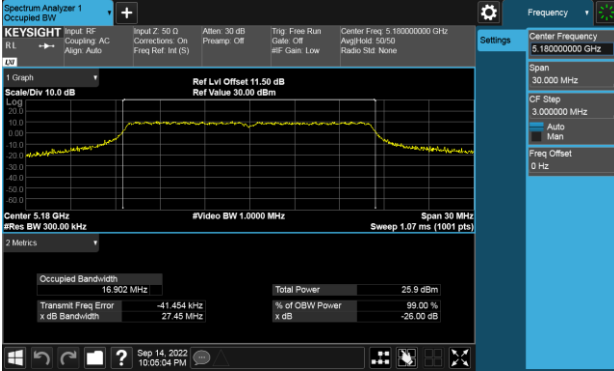 Spectrum Analyzer 1
Occupied BW
+
Frequency
KEYSIGHT
RL
LXI
Input: RF
Coupling: AC
Align: Auto
Input Z: 50 Ω
Corrections: On
Freq Ref: Int (S)
Atten: 30 dB
Preamp: Off
Trig: Free Run
Gate: Off
#IF Gain: Low
Center Freq: 5.180000000 GHz
Avg|Hold: 50/50
Radio Std: None
Settings
Center Frequency
5.180000000 GHz
Span
30.000 MHz
CF Step
3.000000 MHz
Auto
Man
Freq Offset
0 Hz
1 Graph
Scale/Div 10.0 dB
Ref Lvl Offset 11.50 dB
Ref Value 30.00 dBm
Log
20.0
10.0
0.00
-10.0
-20.0
-30.0
-40.0
-50.0
-60.0
Center 5.18 GHz
#Res BW 300.00 kHz
#Video BW 1.0000 MHz
Span 30 MHz
Sweep 1.07 ms (1001 pts)
2 Metrics
Occupied Bandwidth
16.902 MHz
Total Power 25.9 dBm
Transmit Freq Error -41.454 kHz
% of OBW Power 99.00 %
x dB Bandwidth 27.45 MHz
x dB -26.00 dB
?
Sep 14, 2022
10:05:04 PM